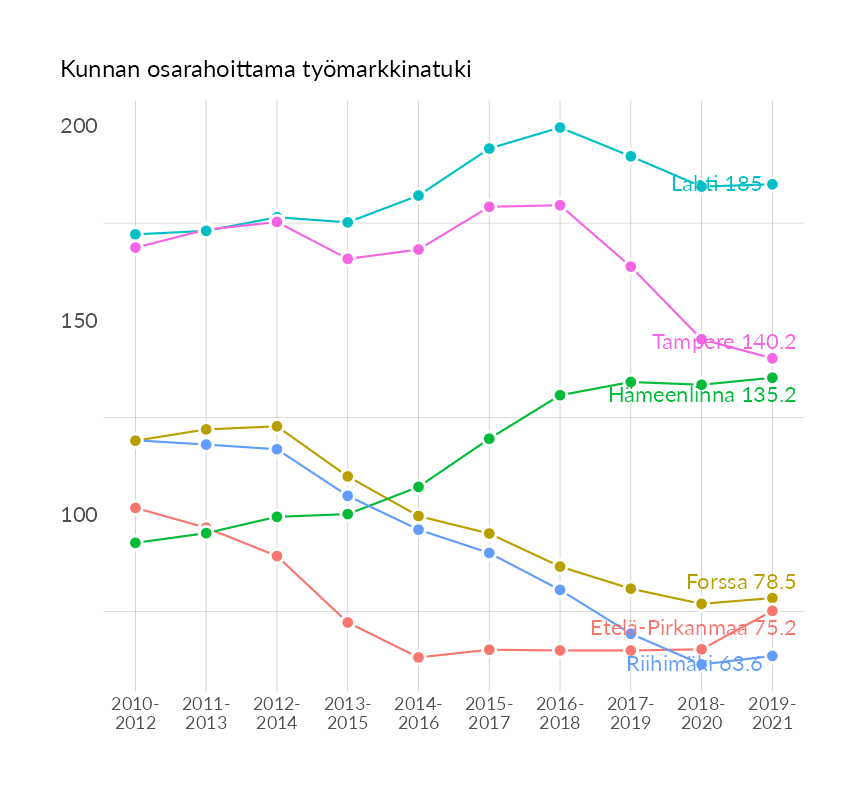 Kunnan osarahoittama työmarkkinatuki
200
Lahti 185
150
Tampere 140.2
Hämeenlinna 135.2
100
Forssa 78.5
Etelä-Pirkanmaa 75.2
Riihimäki 63.6
2010- 2011- 2012- 2013- 2014- 2015- 2016- 2017- 2018- 2019-
2012 2013 2014 2015 2016 2017 2018 2019 2020 2021